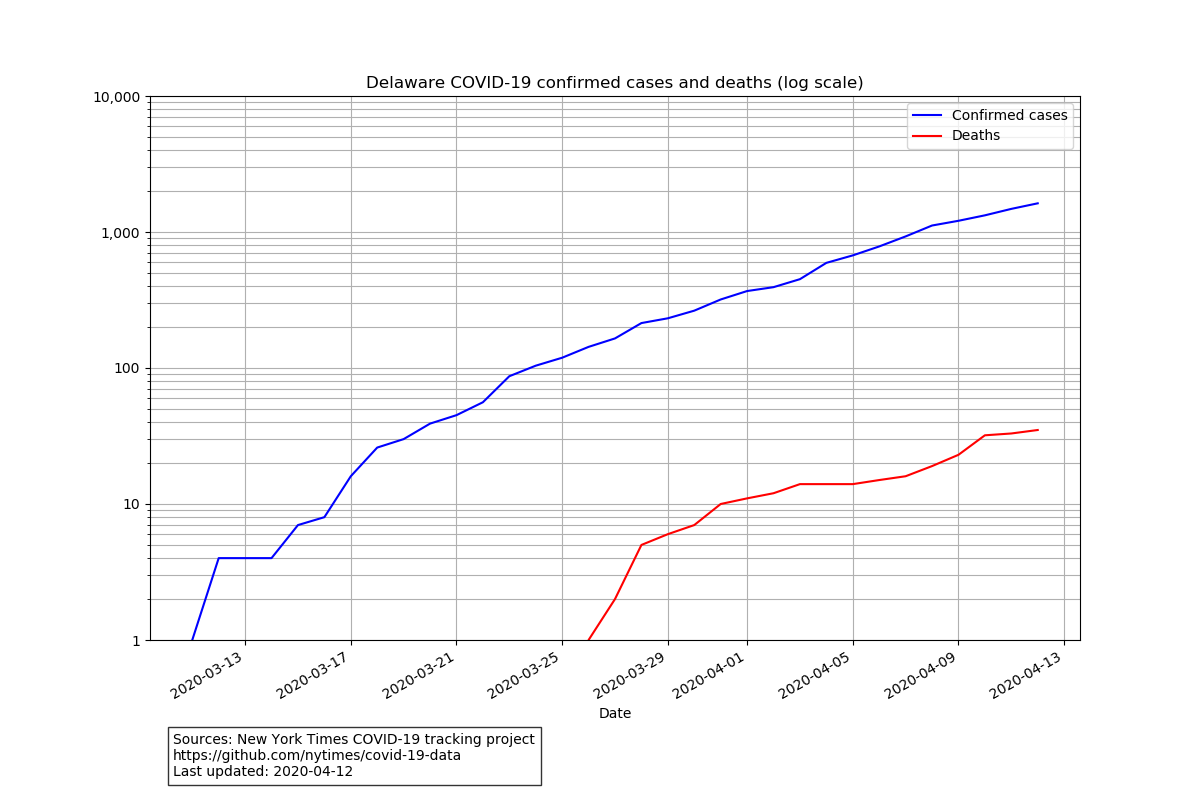 Delaware COVID-19 confirmed cases and deaths (log scale)
10,000
1,000
100
10
1
Confirmed cases
Deaths
2020-03-13
2020-03-17
2020-03-21
2020-03-25
2020-03-29
2020-04-01
2020-04-05
2020-04-09
2020-04-13
Date
Sources: New York Times COVID-19 tracking project
https://github.com/nytimes/covid-19-data
Last updated: 2020-04-12